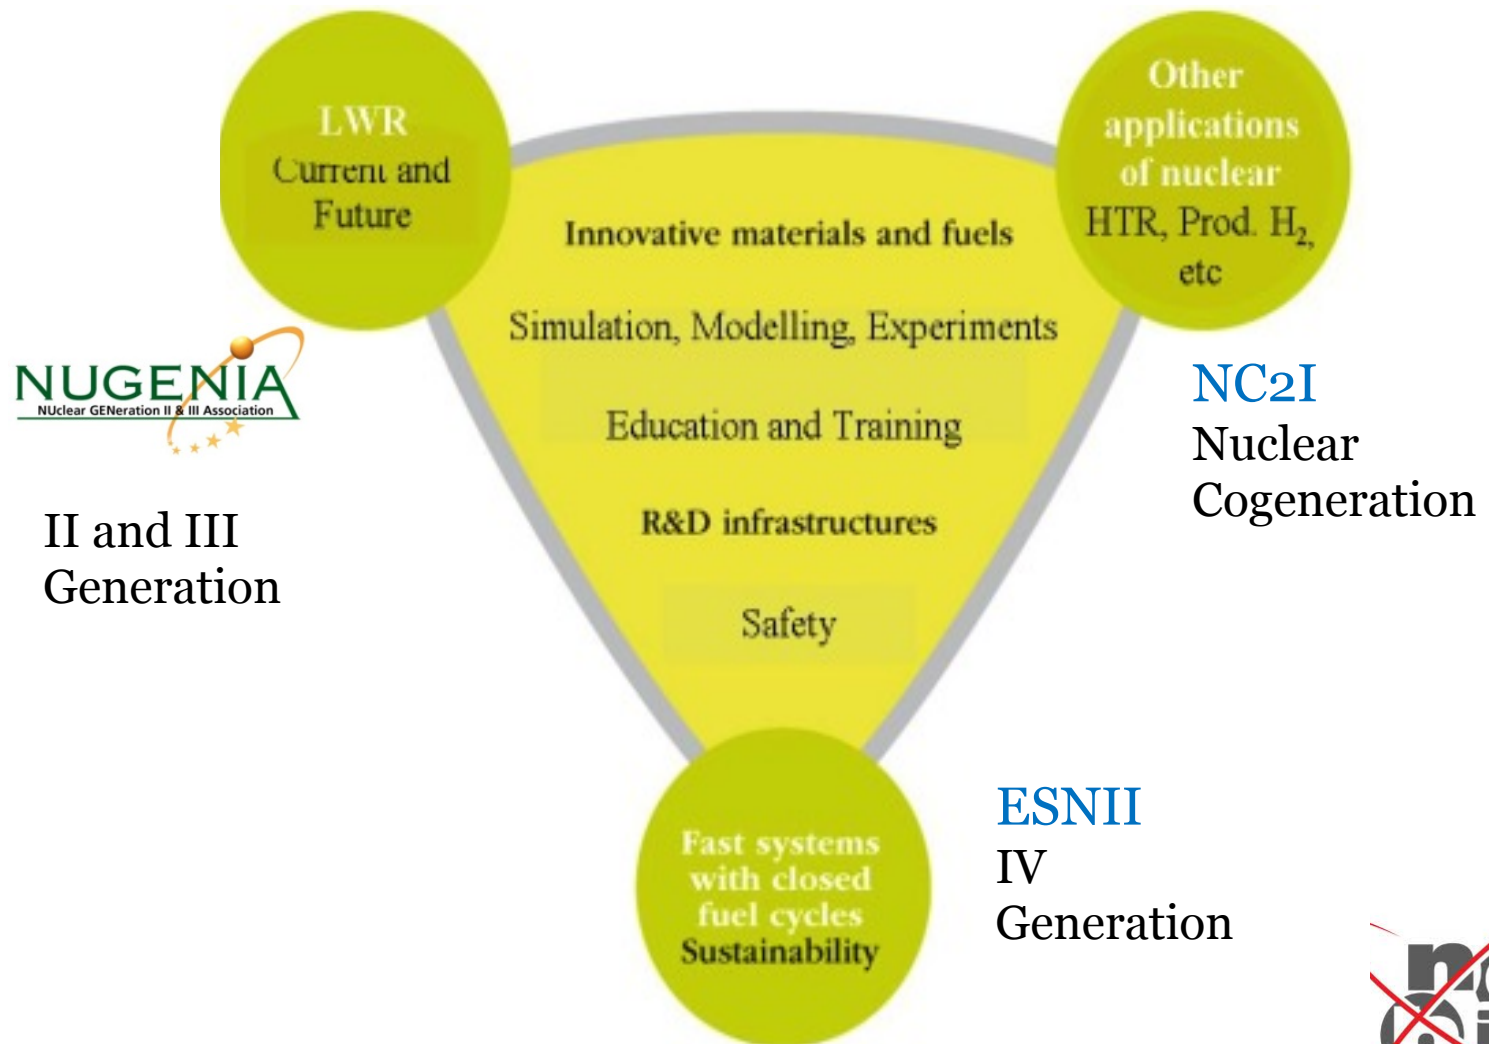 LWR
Current and
Future
Other
applications
of nuclear
HTR, Prod. H₂,
etc
Innovative materials and fuels
Simulation, Modelling, Experiments
Education and Training
R&D infrastructures
Safety
NUGENIA
NUclear GENeration II & III Association
II and III
Generation
NC2I
Nuclear
Cogeneration
Fast systems
with closed
fuel cycles
Sustainability
ESNII
IV
Generation